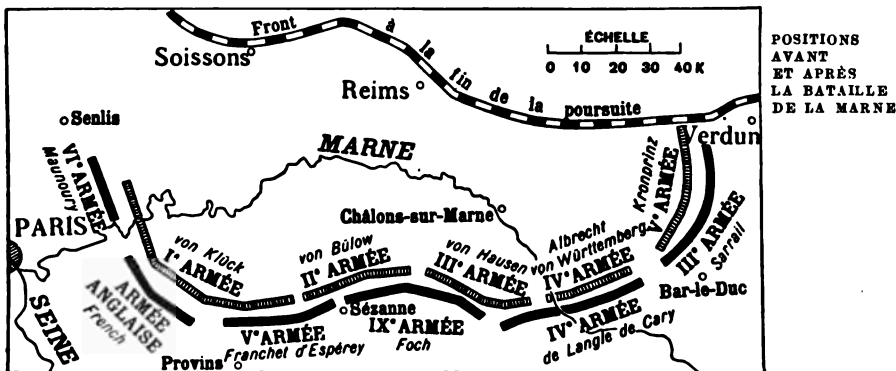 POSITIONS
AVANT
ET APRÈS
LA BATAILLE
DE LA MARNE
Front à la fin de la poursuite
ÉCHELLE
0 10 20 30 40 K
Soissons
Reims
Senlis
Verdun
MARNE
VIe ARMÉE
Maunoury
PARIS
Châlons-sur-Marne
Kronprinz
Ve ARMÉE
IIIe ARMÉE
Sarrail
von Klück
Ie ARMÉE
von Bülow
IIe ARMÉE
von Hausen
IIIe ARMÉE
Albrecht
von Württemberg
IVe ARMÉE
Bar-le-Duc
ARMÉE
ANGLAISE
French
SEINE
Sézanne
Ve ARMÉE
Franchet d'Espérey
IXe ARMÉE
Foch
IVe ARMÉE
de Langle de Cary
Provins